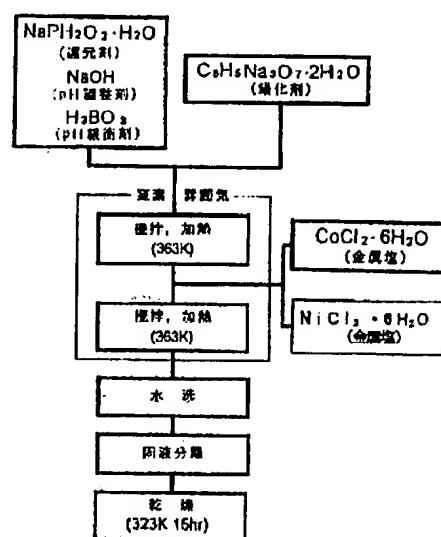 NaPH2O2·H2O
(還元剤)
NaOH
(pH調整剤)
H3BO3
(pH緩衝剤)
C6H5Na3O7·2H2O
(錯化剤)
窒素 雰囲気
攪拌，加熱
(363K)
CoCl2·6H2O
(金属塩)
攪拌，加熱
(363K)
NiCl2·6H2O
(金属塩)
水洗
固液分離
乾燥
(323K 15hr)